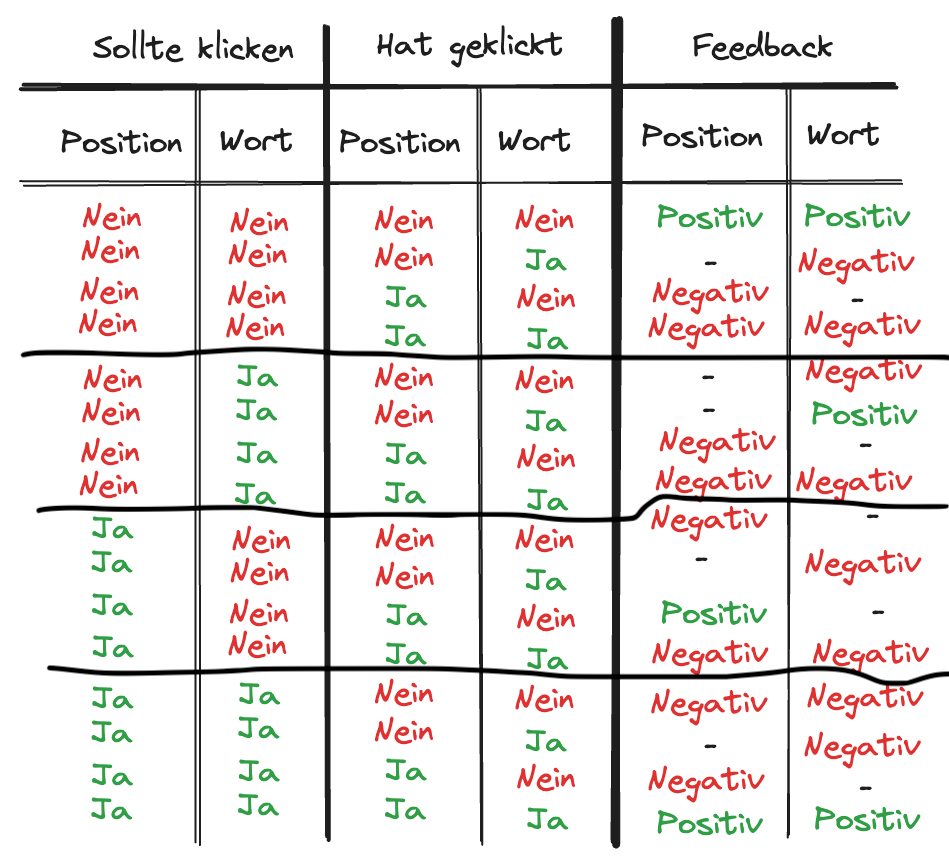 Sollte klicken Hat geklickt Feedback
Position Wort Position Wort Position Wort
Nein Nein Nein Nein Positiv Positiv
Nein Nein Nein Ja - Negativ
Nein Nein Ja Nein Negativ -
Nein Nein Ja Ja Negativ Negativ
Nein Ja Nein Nein - Negativ
Nein Ja Nein Ja - Positiv
Nein Ja Ja Nein Negativ -
Nein Ja Ja Ja Negativ Negativ
Ja Nein Nein Nein Negativ -
Ja Nein Nein Ja - Negativ
Ja Nein Ja Nein Positiv -
Ja Nein Ja Ja Negativ Negativ
Ja Ja Nein Nein Negativ Negativ
Ja Ja Nein Ja - Negativ
Ja Ja Ja Nein Negativ -
Ja Ja Ja Ja Positiv Positiv